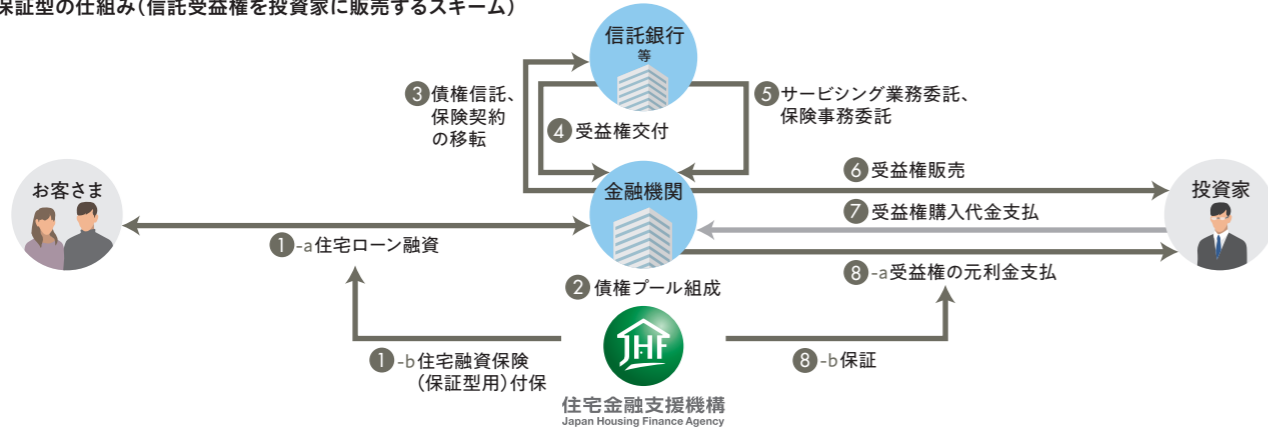 保証型の仕組み（信託受益権を投資家に販売するスキーム）
信託銀行
等
3 債権信託、
保険契約
の移転
4 受益権交付
5 サービシング業務委託、
保険事務委託
お客さま
金融機関
投資家
6 受益権販売
7 受益権購入代金支払
1 -a住宅ローン融資
8 -a受益権の元利金支払
2 債権プール組成
1 -b住宅融資保険
（保証型用）付保
JHF
8 -b保証
住宅金融支援機構
Japan Housing Finance Agency